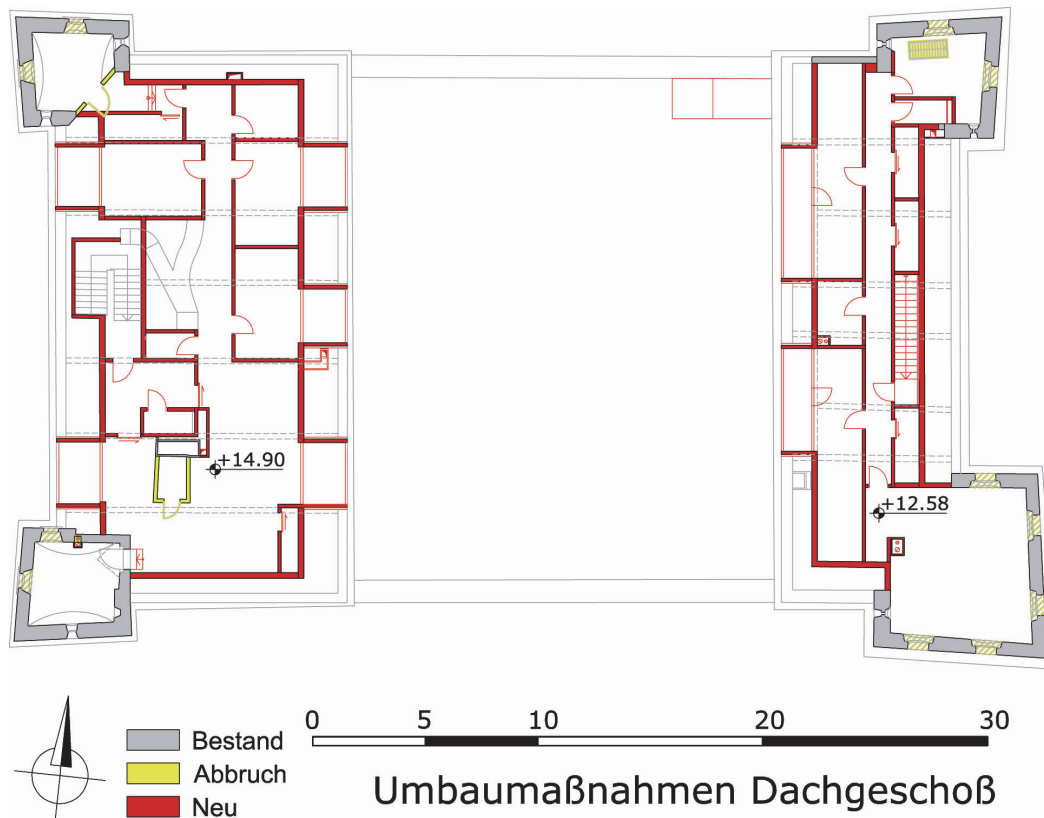 +14.90
+12.58
0 5 10 20 30
Bestand
Abbruch
Neu
Umbaumaßnahmen Dachgeschoß